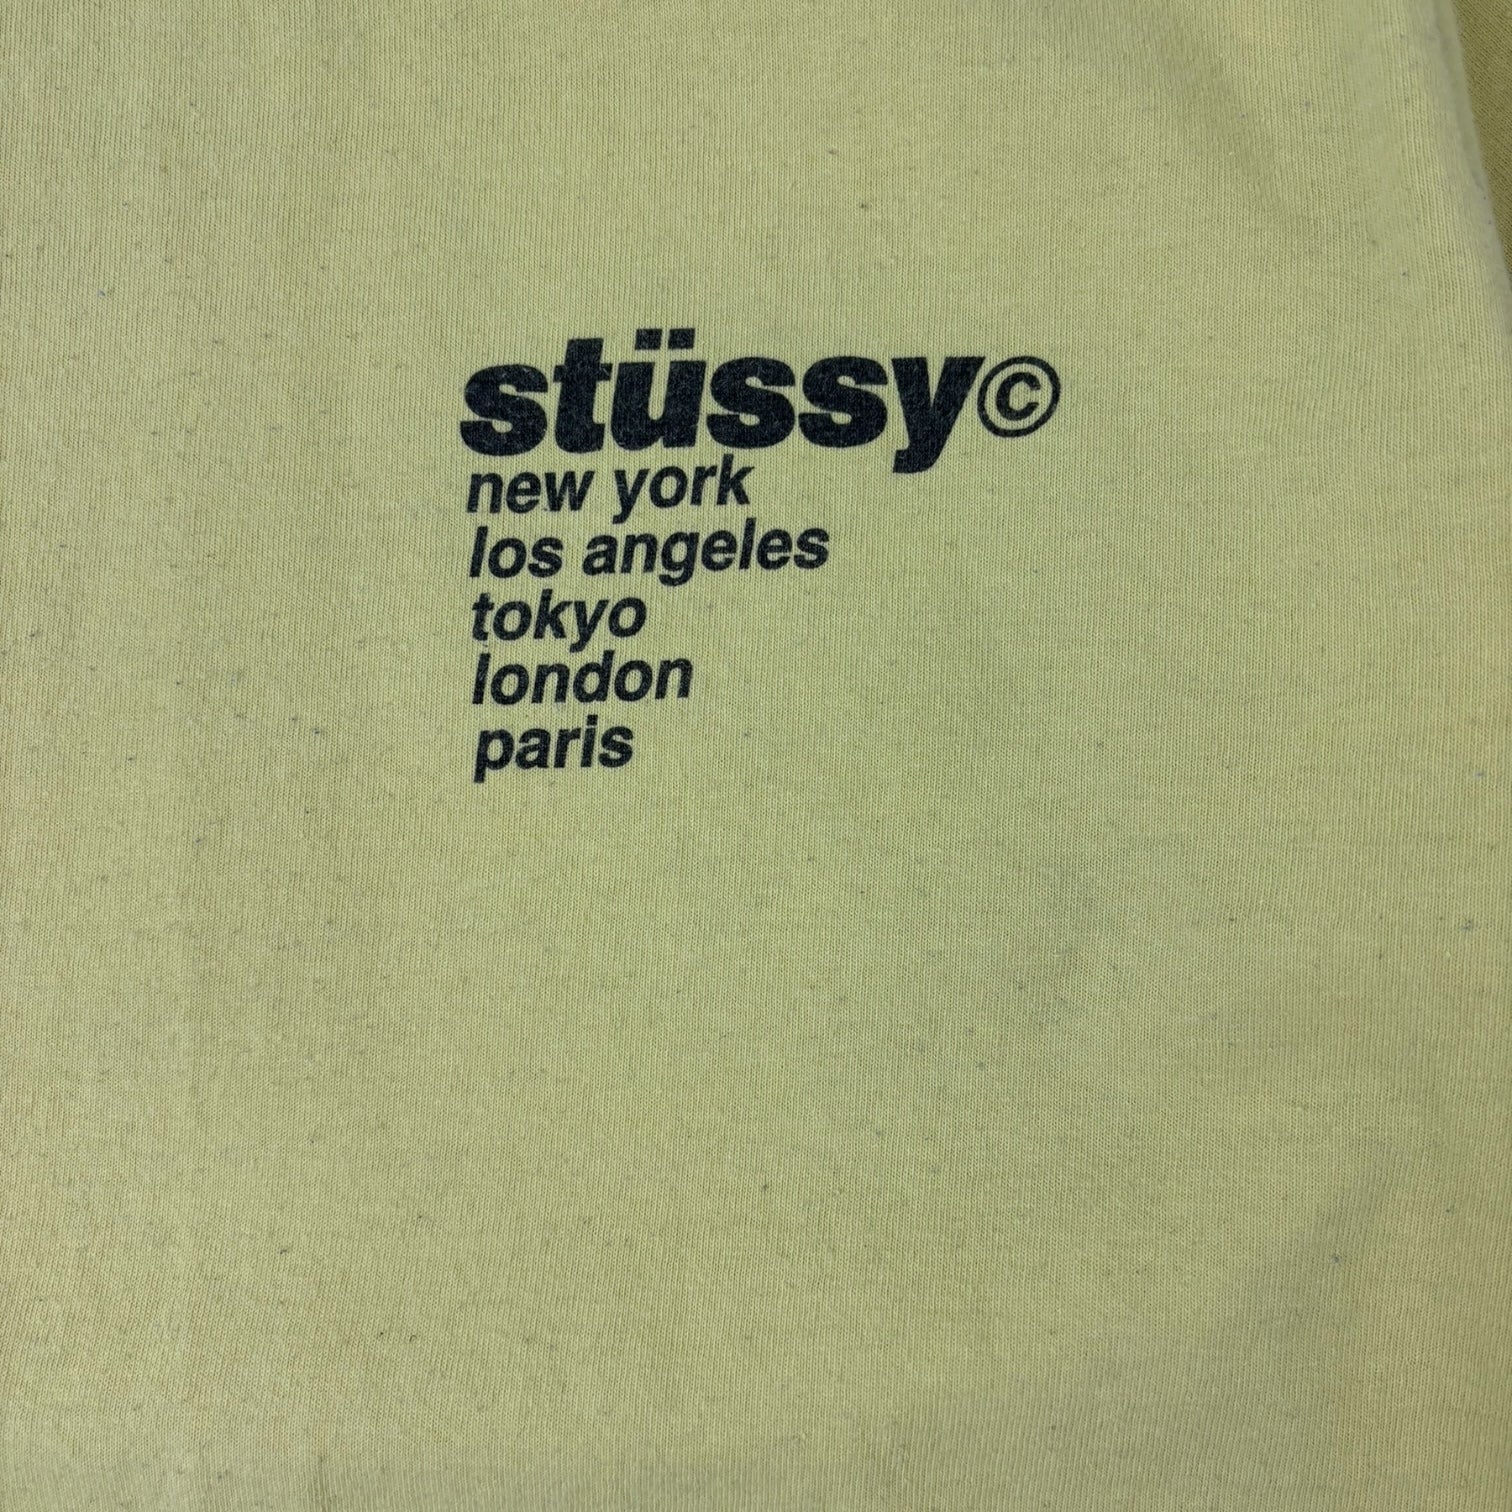 stüssy©
new york
los angeles
tokyo
london
paris